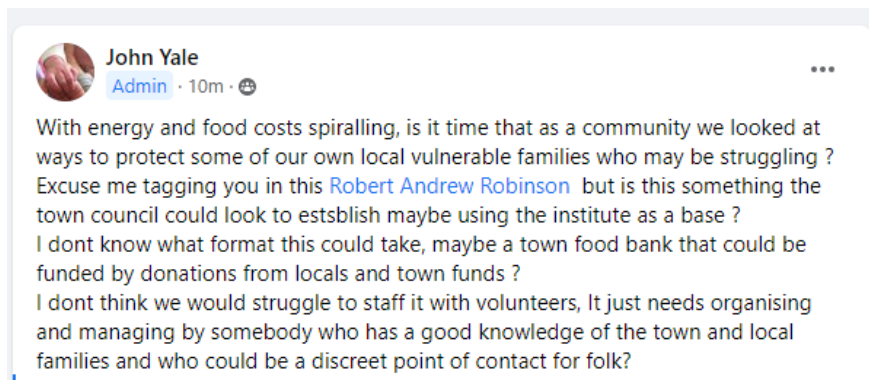 John Yale
Admin · 10m ·
With energy and food costs spiralling, is it time that as a community we looked at
ways to protect some of our own local vulnerable families who may be struggling ?
Excuse me tagging you in this Robert Andrew Robinson  but is this something the
town council could look to estsblish maybe using the institute as a base ?
I dont know what format this could take, maybe a town food bank that could be
funded by donations from locals and town funds ?
I dont think we would struggle to staff it with volunteers, It just needs organising
and managing by somebody who has a good knowledge of the town and local
families and who could be a discreet point of contact for folk?